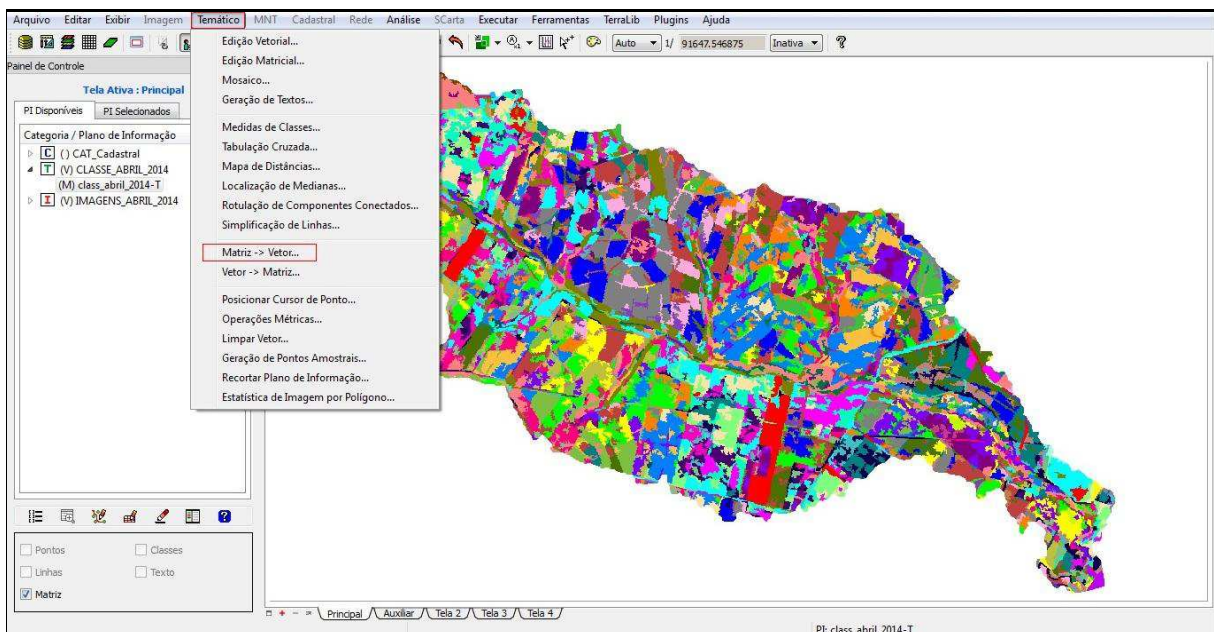 Arquivo Editar Exibir Imagem Temático MNT Cadastral Rede Análise SCarta Executar Ferramentas TerraLib Plugins Ajuda
Auto 1/ 91647.546875 Inativa
Painel de Controle
Tela Ativa : Principal
PI Disponíveis PI Selecionados
Categoria / Plano de Informação
C () CAT_Cadastral
T (V) CLASSE_ABRIL_2014
(M) class_abril_2014-T
I (V) IMAGENS_ABRIL_2014
Edição Vetorial...
Edição Matricial...
Mosaico...
Geração de Textos...
Medidas de Classes...
Tabulação Cruzada...
Mapa de Distâncias...
Localização de Medianas...
Rotulação de Componentes Conectados...
Simplificação de Linhas...
Matriz -> Vetor...
Vetor -> Matriz...
Posicionar Cursor de Ponto...
Operações Métricas...
Limpar Vetor...
Geração de Pontos Amostrais...
Recortar Plano de Informação...
Estatística de Imagem por Polígono...
Pontos Classes
Linhas Texto
Matriz
Principal Auxiliar Tela 2 Tela 3 Tela 4
PI: class_abril_2014-T